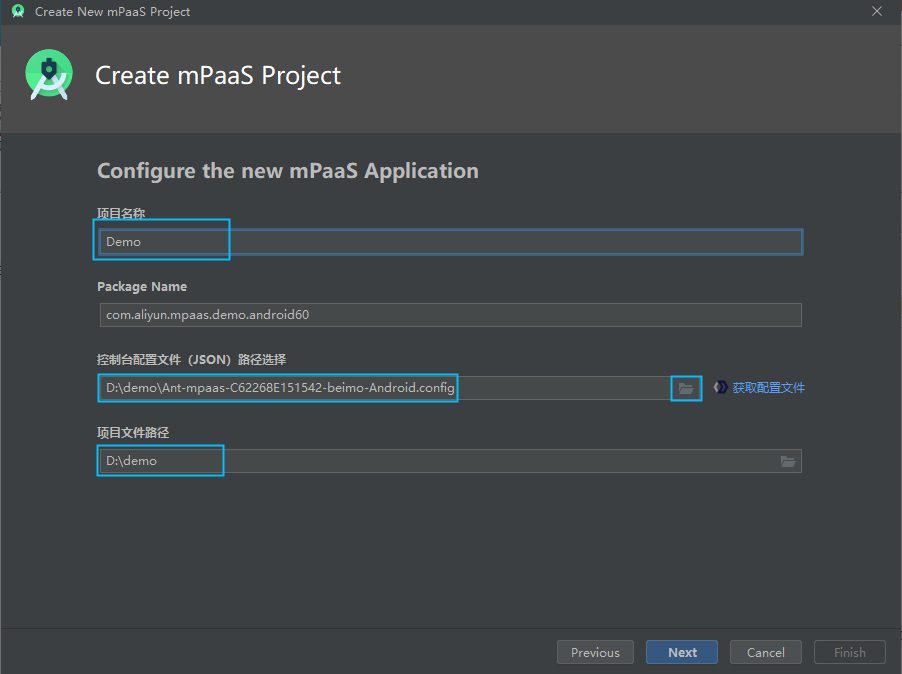 Create New mPaaS Project
Create mPaaS Project
Configure the new mPaaS Application
项目名称
Demo
Package Name
com.aliyun.mpaas.demo.android60
控制台配置文件（JSON）路径选择
D:\demo\Ant-mpaas-C62268E151542-beimo-Android.config
获取配置文件
项目文件路径
D:\demo
Previous
Next
Cancel
Finish